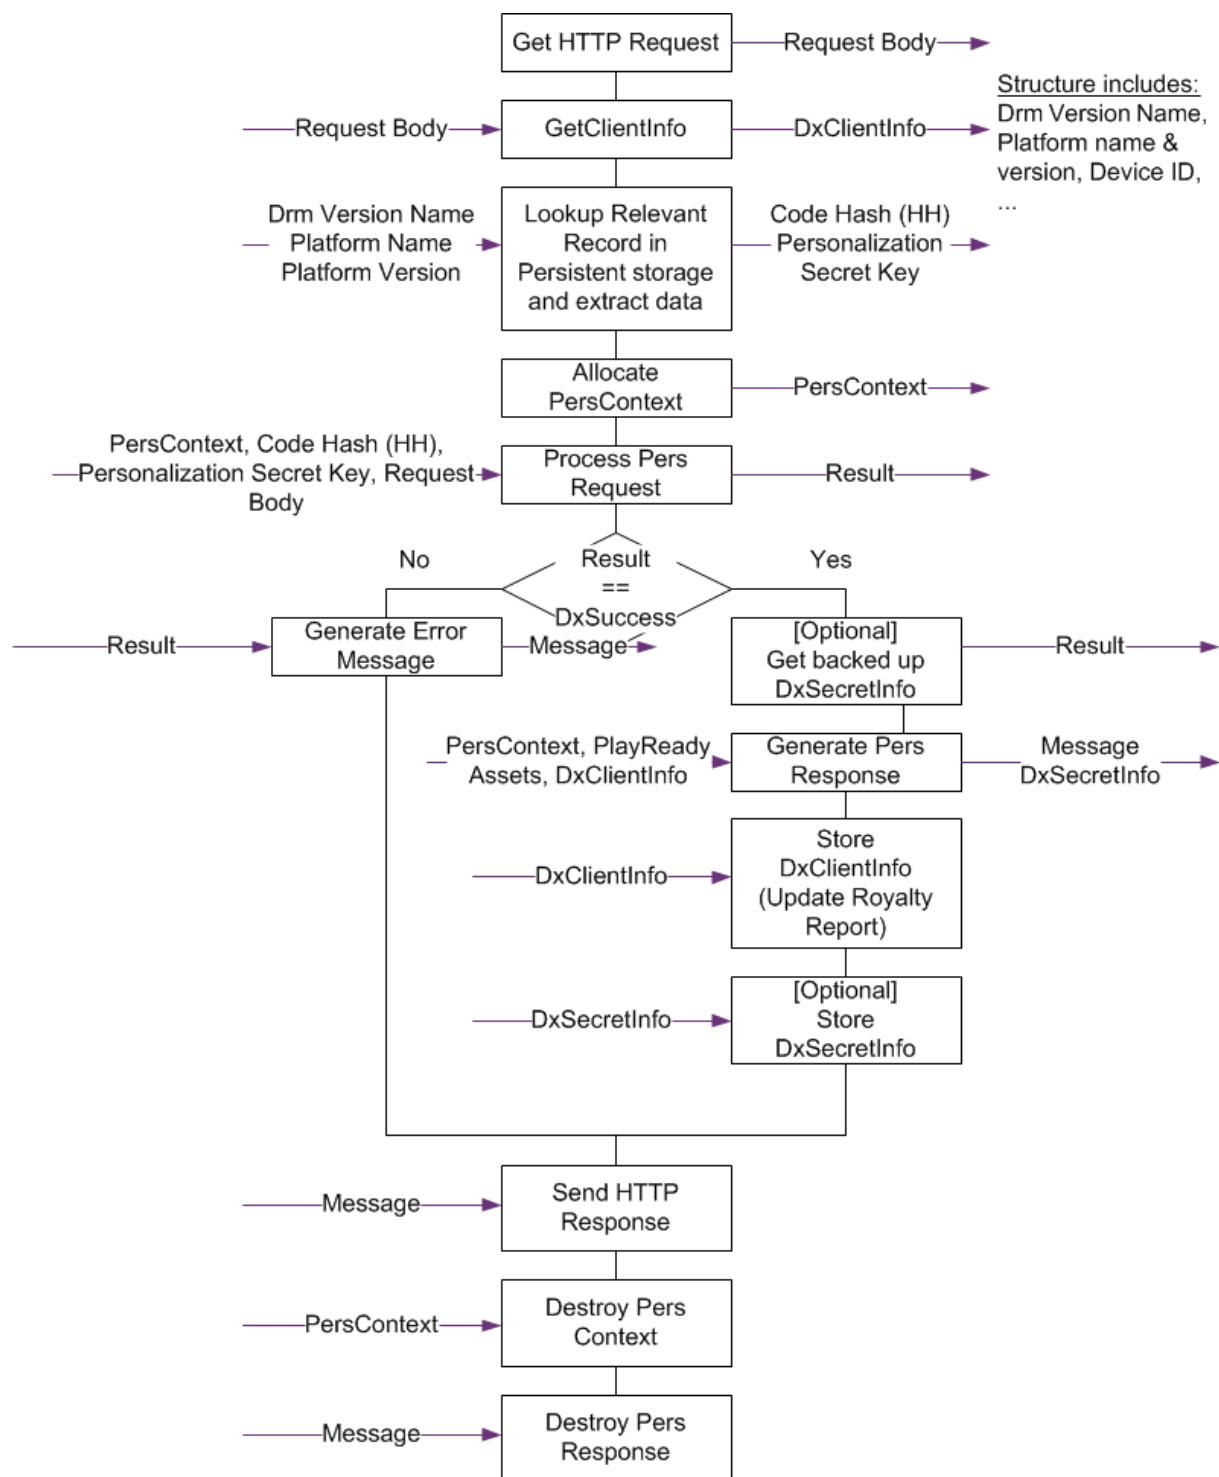 Get HTTP Request
Request Body
Structure includes:
Drm Version Name,
Platform name &
version, Device ID,
...
Request Body
GetClientInfo
DxClientInfo
Drm Version Name
Platform Name
Platform Version
Lookup Relevant
Record in
Persistent storage
and extract data
Code Hash (HH)
Personalization
Secret Key
Allocate
PersContext
PersContext
PersContext, Code Hash (HH),
Personalization Secret Key, Request
Body
Process Pers
Request
Result
No
Result
==
DxSuccess
Yes
Result
Generate Error
Message
Message
[Optional]
Get backed up
DxSecretInfo
Result
PersContext, PlayReady
Assets, DxClientInfo
Generate Pers
Response
Message
DxSecretInfo
DxClientInfo
Store
DxClientInfo
(Update Royalty
Report)
DxSecretInfo
[Optional]
Store
DxSecretInfo
Message
Send HTTP
Response
PersContext
Destroy Pers
Context
Message
Destroy Pers
Response